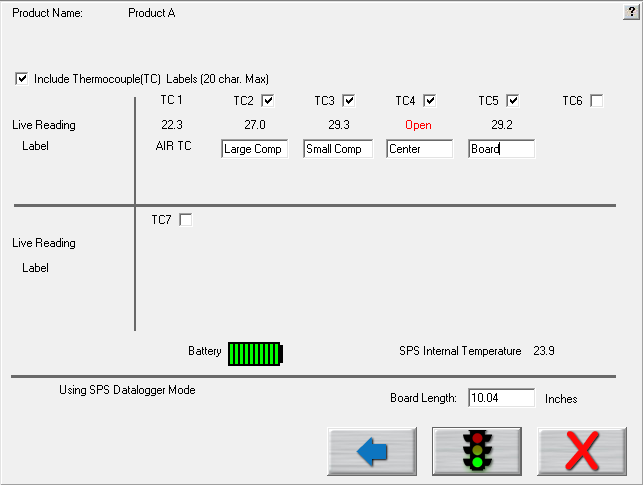 Product Name: Product A
?
Include Thermocouple(TC) Labels (20 char. Max)
TC 1 TC2 TC3 TC4 TC5 TC6
Live Reading 22.3 27.0 29.3 Open 29.2
Label AIR TC Large Comp Small Comp Center Board
TC7
Live Reading
Label
Battery SPS Internal Temperature 23.9
Using SPS Datalogger Mode
Board Length: 10.04 Inches